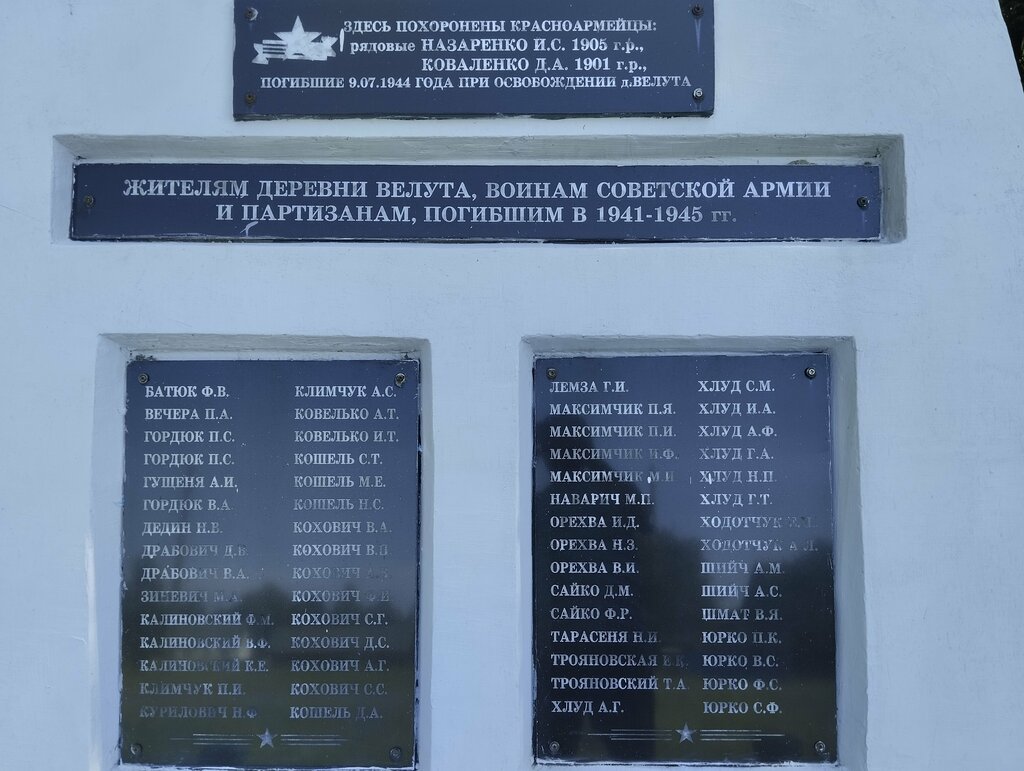 ЗДЕСЬ ПОХОРОНЕНЫ КРАСНОАРМЕЙЦЫ:
рядовые НАЗАРЕНКО И.С. 1905 г.р.,
КОВАЛЕНКО Д.А. 1901 г.р.,
ПОГИБШИЕ 9.07.1944 ГОДА ПРИ ОСВОБОЖДЕНИИ д.ВЕЛУТА
ЖИТЕЛЯМ ДЕРЕВНИ ВЕЛУТА, ВОИНАМ СОВЕТСКОЙ АРМИИ
И ПАРТИЗАНАМ, ПОГИБШИМ В 1941-1945 гг.
БАТЮК Ф.В.
ВЕЧЕРА П.А.
ГОРДЮК П.С.
ГОРДЮК П.С.
ГУЩЕНЯ А.И.
ГОРДЮК В.А.
ДЕДИН Н.В.
ДРАБОВИЧ Д.В.
ДРАБОВИЧ В.А.
ЗИНЕВИЧ М.А.
КАЛИНОВСКИЙ Ф.М.
КАЛИНОВСКИЙ В.Ф.
КАЛИНОВСКИЙ К.Е.
КЛИМЧУК П.И.
КУРИЛОВИЧ Н.Ф.
КЛИМЧУК А.С.
КОВЕЛЬКО А.Т.
КОВЕЛЬКО И.Т.
КОШЕЛЬ С.Т.
КОШЕЛЬ М.Е.
КОШЕЛЬ Н.С.
КОХОВИЧ В.А.
КОХОВИЧ В.П.
КОХОВИЧ
КОХОВИЧ Ф.И.
КОХОВИЧ С.Г.
КОХОВИЧ Д.С.
КОХОВИЧ А.Г.
КОХОВИЧ С.С.
КОШЕЛЬ Д.А.
ЛЕМЗА Г.И.
МАКСИМЧИК П.Я.
МАКСИМЧИК П.И.
МАКСИМЧИК И.Ф.
МАКСИМЧИК М.И
НАВАРИЧ М.П.
ОРЕХВА И.Д.
ОРЕХВА Н.З.
ОРЕХВА В.И.
САЙКО Д.М.
САЙКО Ф.Р.
ТАРАСЕНЯ Н.И.
ТРОЯНОВСКАЯ
ТРОЯНОВСКИЙ Т.А.
ХЛУД А.Г.
ХЛУД С.М.
ХЛУД И.А.
ХЛУД А.Ф.
ХЛУД Г.А.
ХЛУД Н.П.
ХЛУД Г.Т.
ХОДОТЧУК
ХОДОТЧУК
ШИЙЧ А.М.
ШИЙЧ А.С.
ШМАТ В.Я.
ЮРКО П.К.
ЮРКО В.С.
ЮРКО Ф.С.
ЮРКО С.Ф.